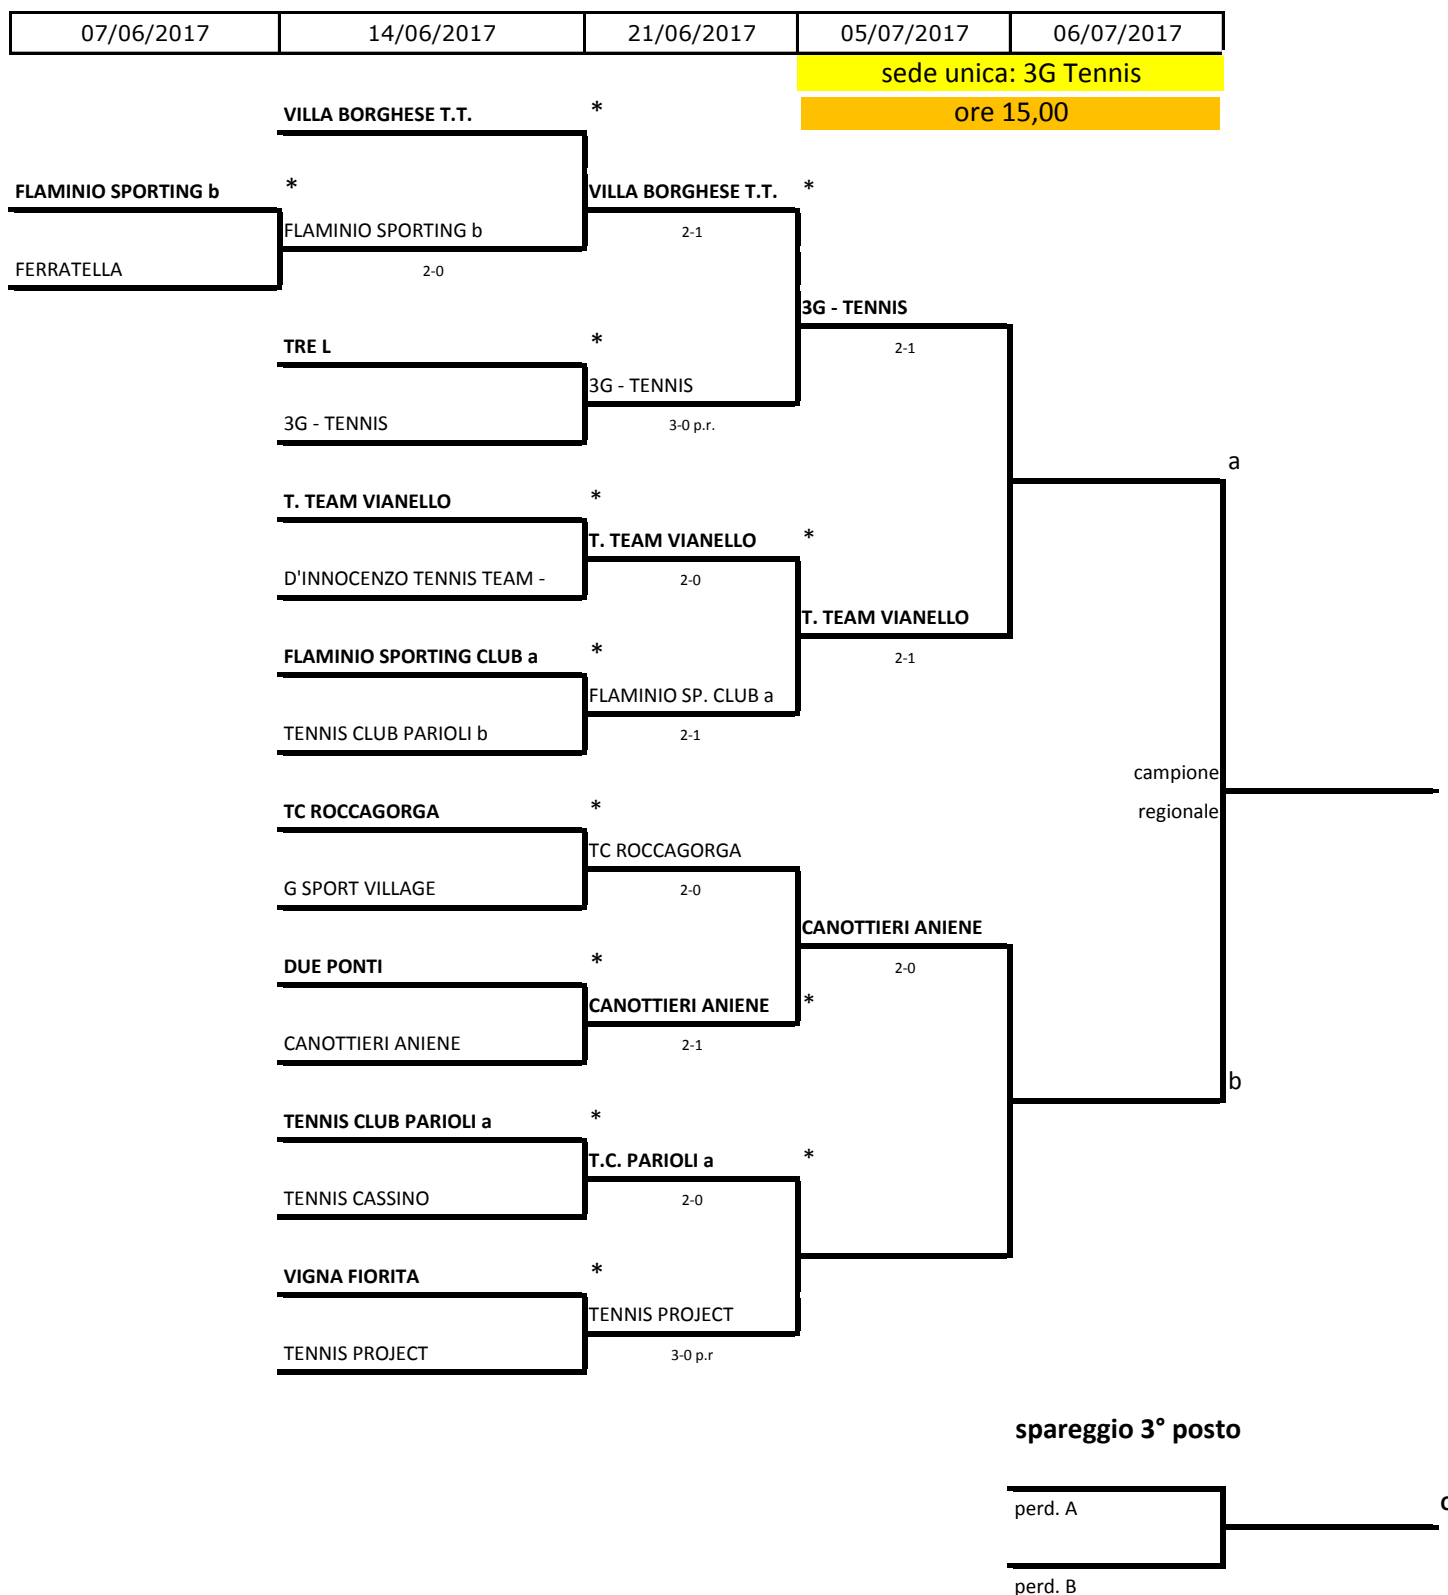 07/06/2017 14/06/2017 21/06/2017 05/07/2017 06/07/2017
sede unica: 3G Tennis
ore 15,00
VILLA BORGHESE T.T. *
FLAMINIO SPORTING b * VILLA BORGHESE T.T. *
FLAMINIO SPORTING b 2-1
FERRATELLA 2-0
3G - TENNIS
TRE L * 2-1
3G - TENNIS
3G - TENNIS 3-0 p.r.
a
T. TEAM VIANELLO *
T. TEAM VIANELLO *
D'INNOCENZO TENNIS TEAM - 2-0
T. TEAM VIANELLO
FLAMINIO SPORTING CLUB a * 2-1
FLAMINIO SP. CLUB a
TENNIS CLUB PARIOLI b 2-1
campione
TC ROCCAGORGA * regionale
TC ROCCAGORGA
G SPORT VILLAGE 2-0
CANOTTIERI ANIENE
DUE PONTI * 2-0
CANOTTIERI ANIENE *
CANOTTIERI ANIENE 2-1
b
TENNIS CLUB PARIOLI a *
T.C. PARIOLI a *
TENNIS CASSINO 2-0
VIGNA FIORITA *
TENNIS PROJECT
TENNIS PROJECT 3-0 p.r
spareggio 3° posto
perd. A
perd. B